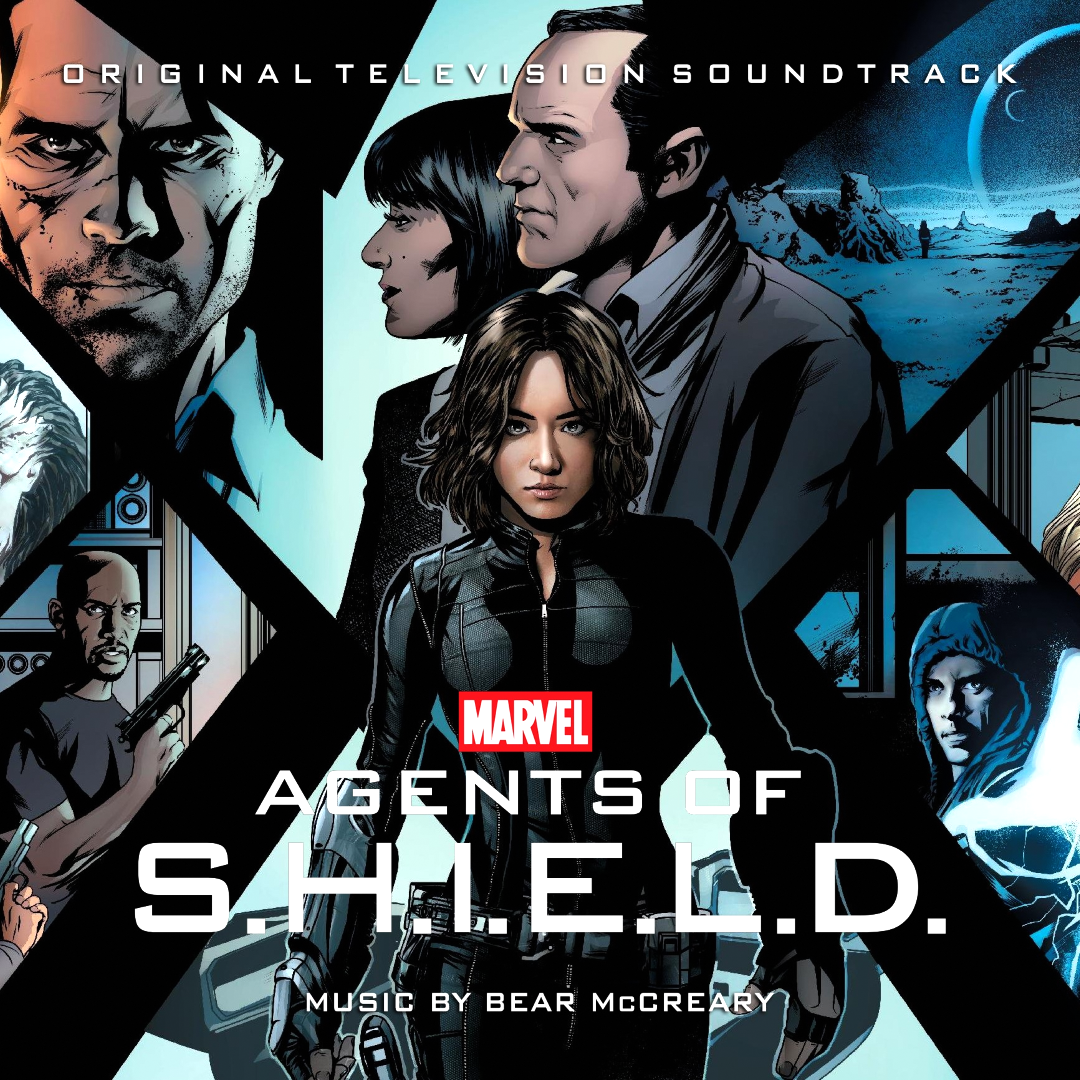 ORIGINAL TELEVISION SOUNDTRACK
MARVEL
AGENTS OF
S.H.I.E.L.D.
MUSIC BY BEAR McCREARY